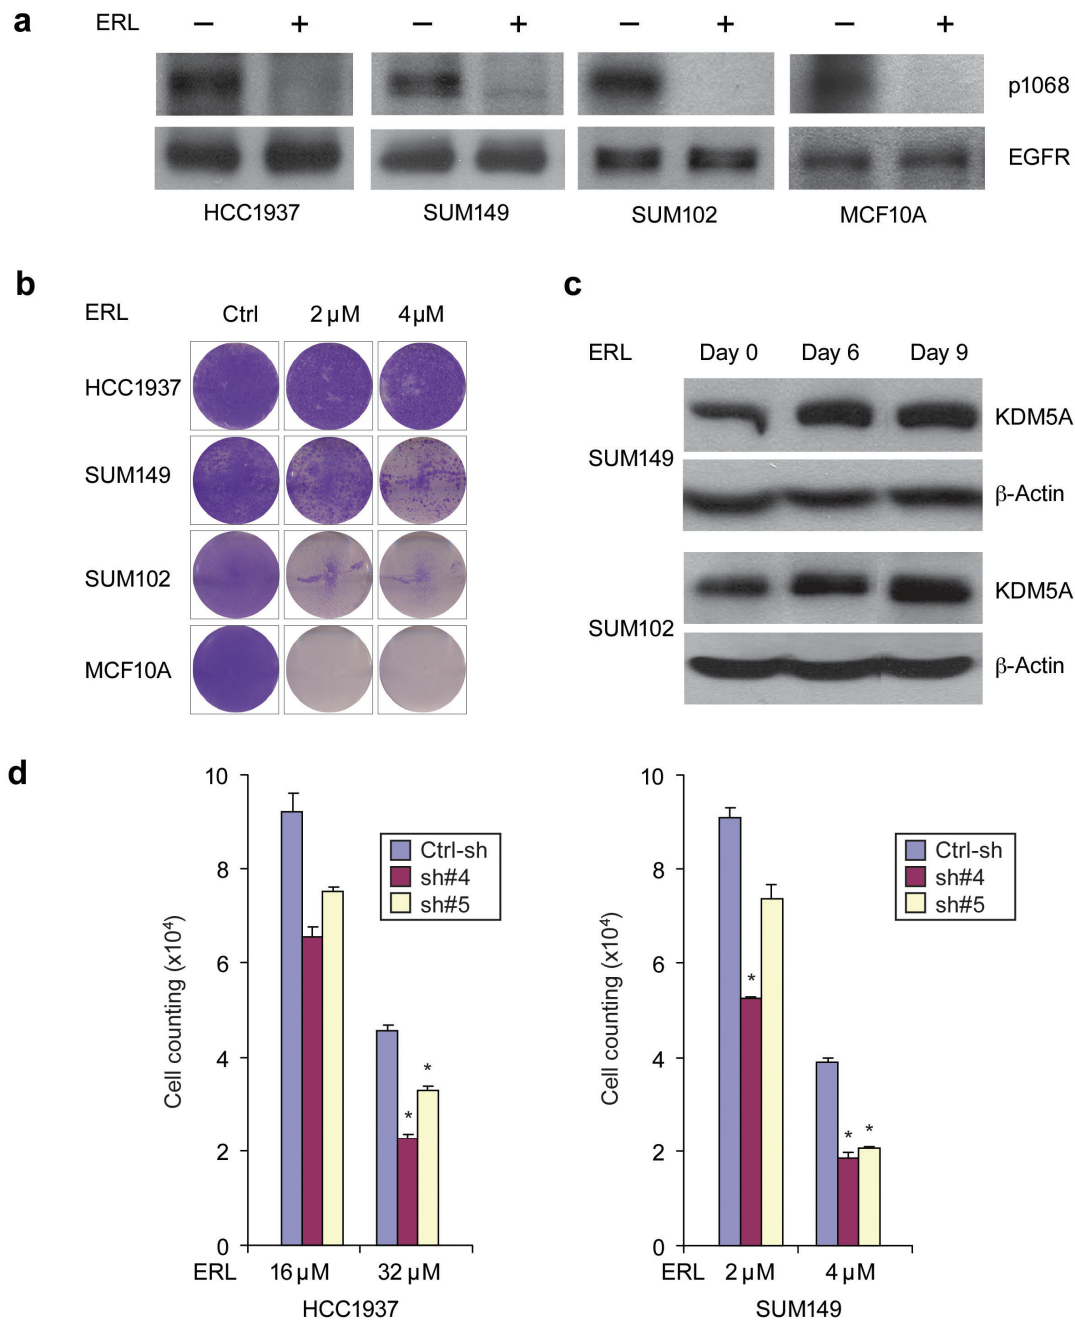 a
ERL − + − + − + − +
p1068
EGFR
HCC1937 SUM149 SUM102 MCF10A
b
ERL Ctrl 2 µM 4 µM
HCC1937
SUM149
SUM102
MCF10A
c
ERL Day 0 Day 6 Day 9
KDM5A
SUM149
β-Actin
KDM5A
SUM102
β-Actin
d
10
8
6
4
2
0
Cell counting (x10⁴)
Ctrl-sh
sh#4
sh#5
*
*
ERL 16 µM 32 µM
HCC1937
10
8
6
4
2
0
Cell counting (x10⁴)
Ctrl-sh
sh#4
sh#5
*
*
*
ERL 2 µM 4 µM
SUM149